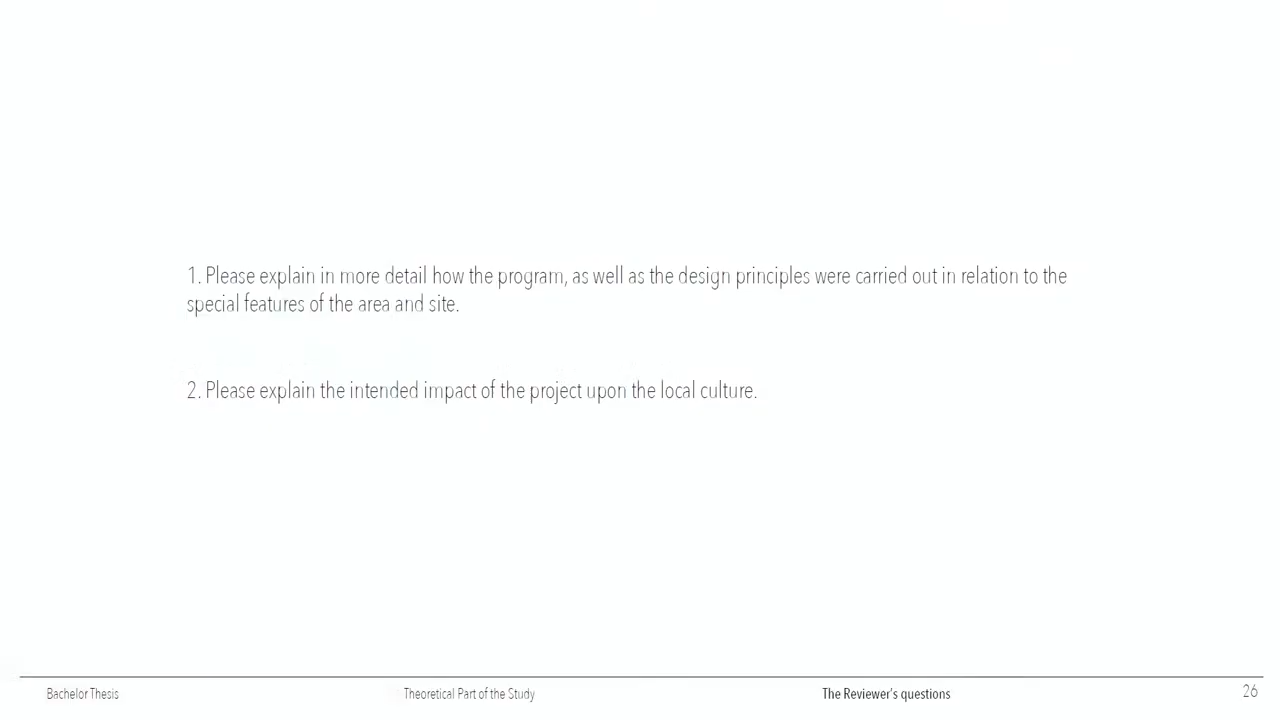 1. Please explain in more detail how the program, as well as the design principles were carried out in relation to the
special features of the area and site.
2. Please explain the intended impact of the project upon the local culture.
Bachelor Thesis
Theoretical Part of the Study
The Reviewer's questions
26